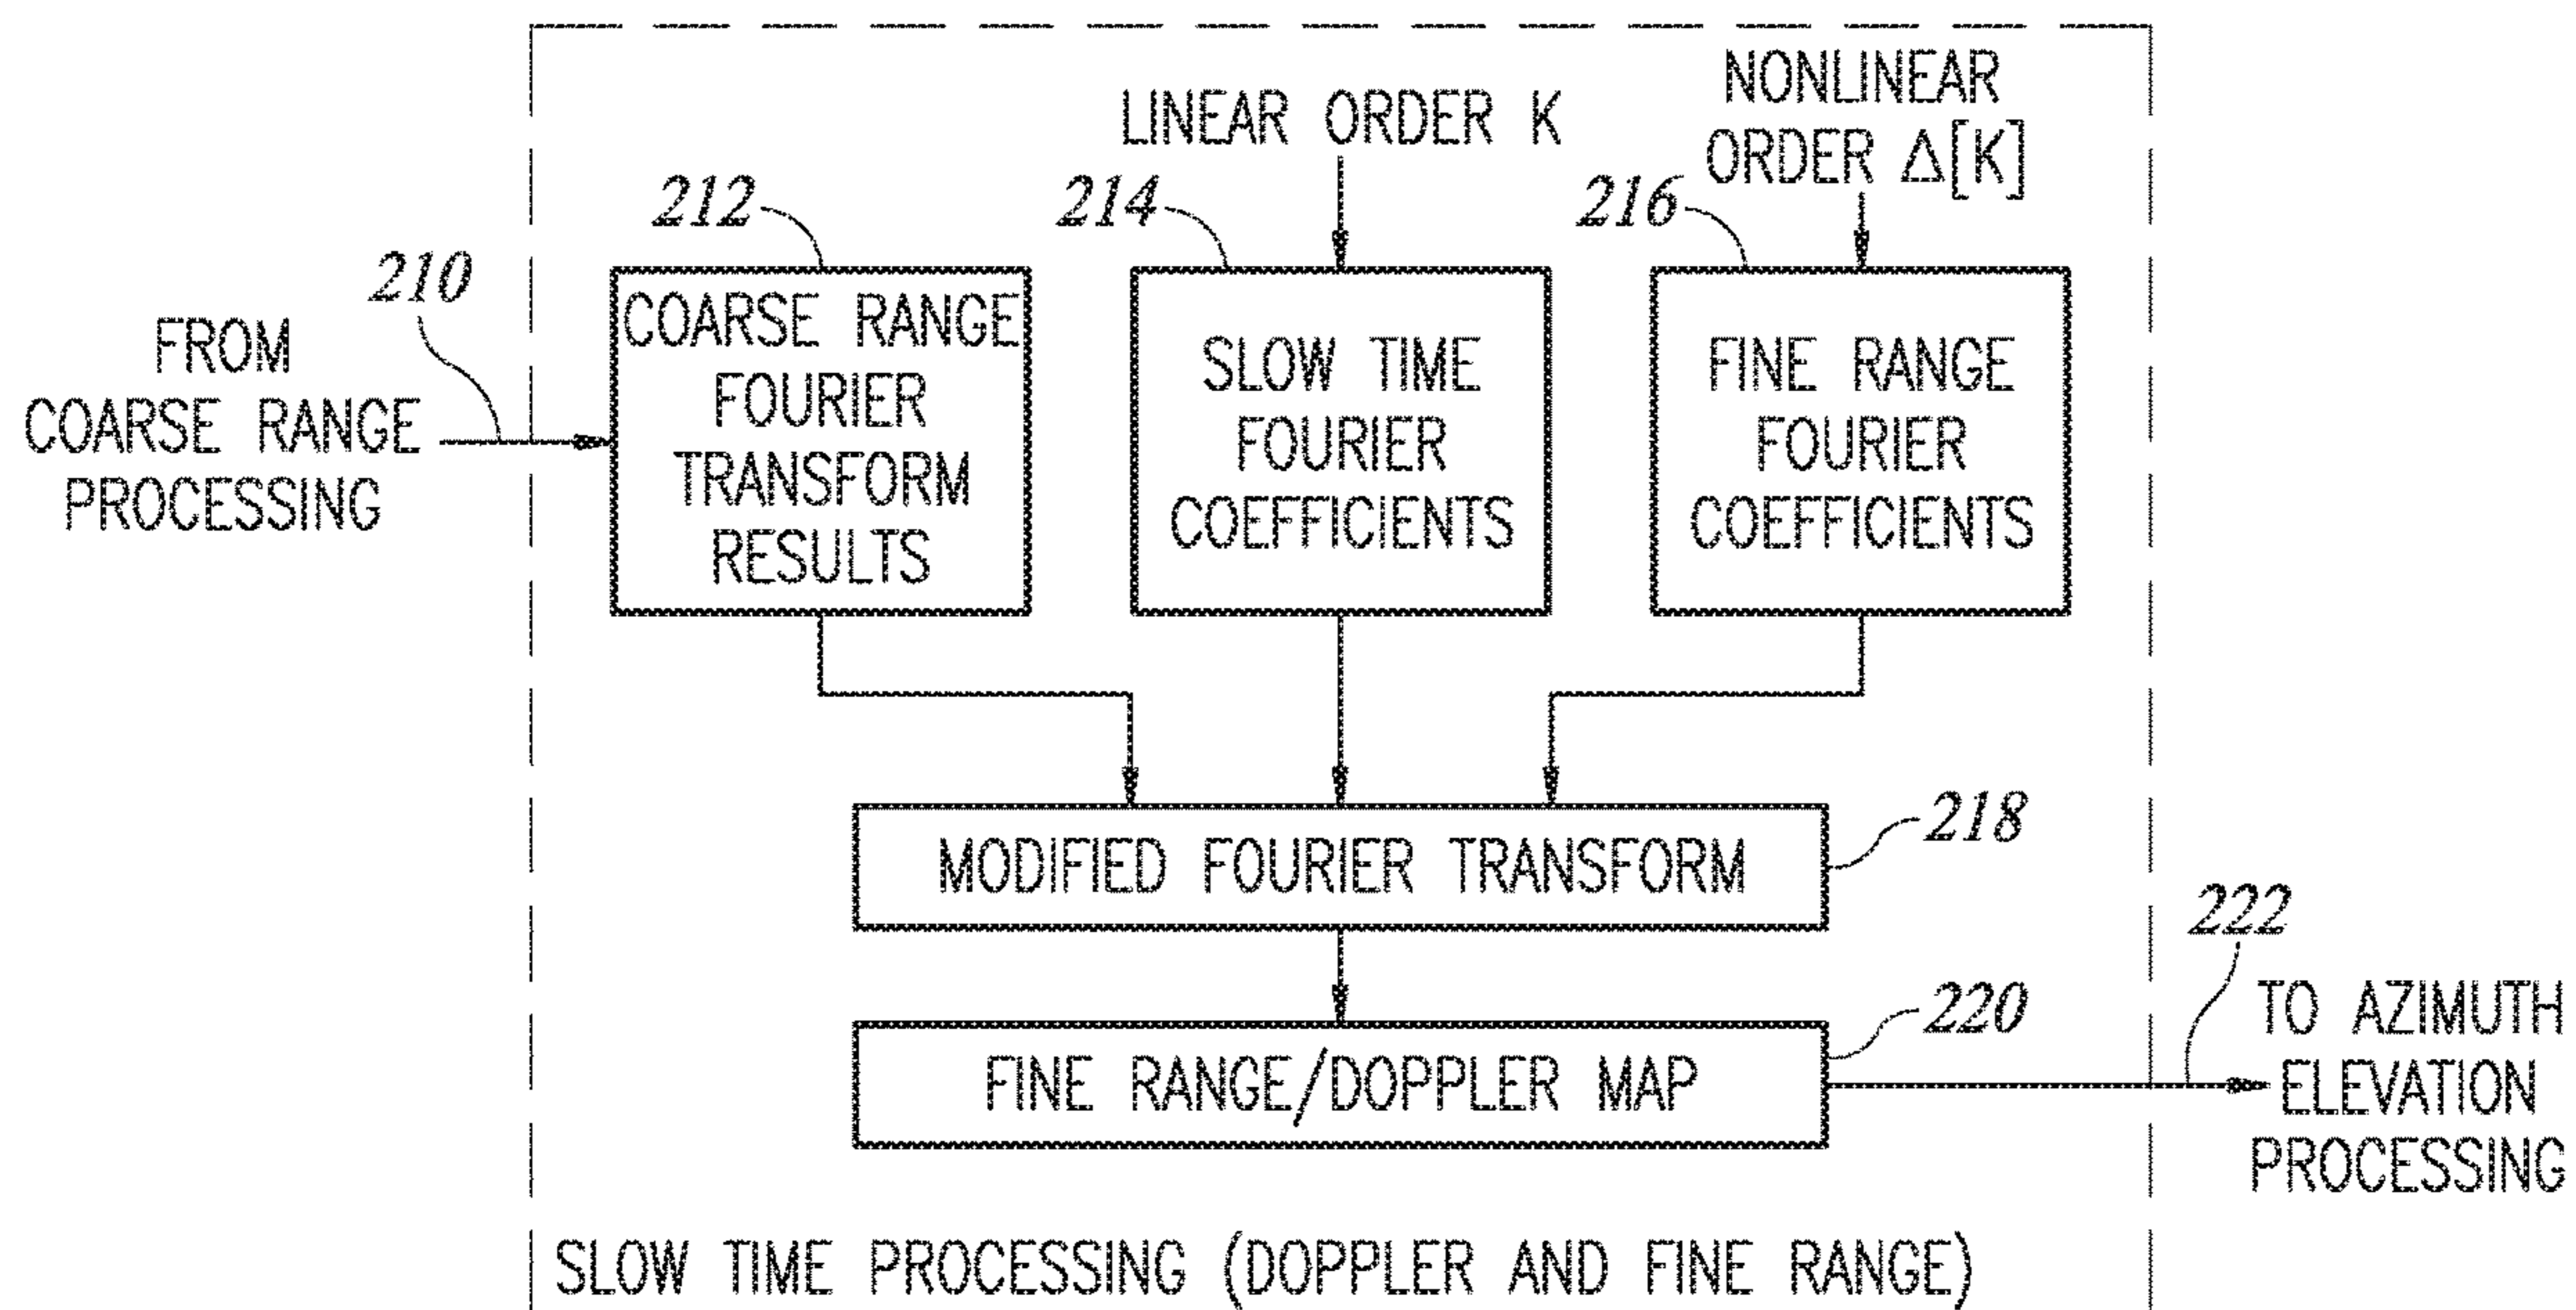 LINEAR ORDER K
NONLINEAR
ORDER Δ[K]
210
212
214
216
FROM
COARSE RANGE
PROCESSING
COARSE RANGE
FOURIER
TRANSFORM
RESULTS
SLOW TIME
FOURIER
COEFFICIENTS
FINE RANGE
FOURIER
COEFFICIENTS
MODIFIED FOURIER TRANSFORM
218
FINE RANGE/DOPPLER MAP
220
222
TO AZIMUTH
ELEVATION
PROCESSING
SLOW TIME PROCESSING (DOPPLER AND FINE RANGE)